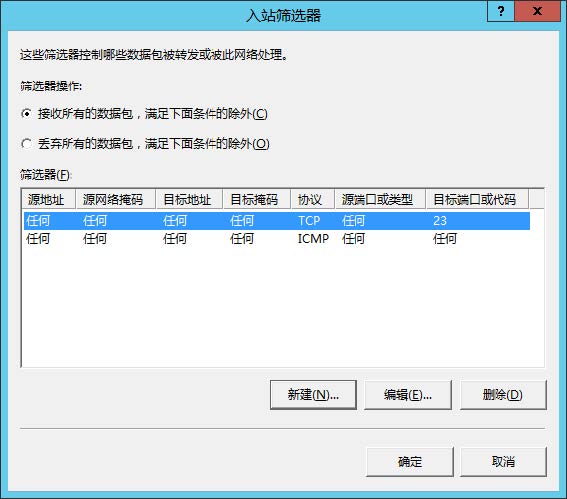 入站筛选器
? x
这些筛选器控制哪些数据包被转发或被此网络处理。
筛选器操作:
接收所有的数据包，满足下面条件的除外(C)
丢弃所有的数据包，满足下面条件的除外(O)
筛选器(F):
源地址 源网络掩码 目标地址 目标掩码 协议 源端口或类型 目标端口或代码
任何 任何 任何 任何 TCP 任何 23
任何 任何 任何 任何 ICMP 任何 任何
新建(N)... 编辑(E)... 删除(D)
确定 取消